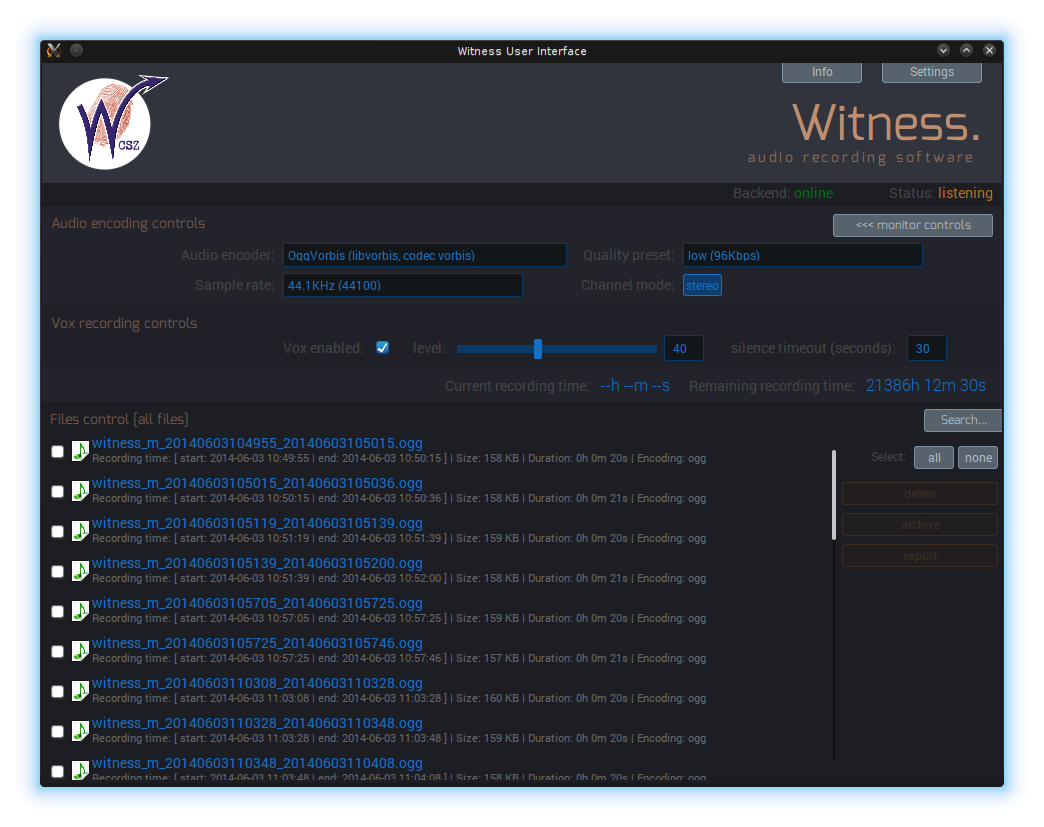 Witness User Interface
Info Settings
W CSZ
Witness.
audio recording software
Backend: online Status: listening
Audio encoding controls <<< monitor controls
Audio encoder: OggVorbis (libvorbis, codec vorbis) Quality preset: low (96Kbps)
Sample rate: 44.1KHz (44100) Channel mode: stereo
Vox recording controls
Vox enabled: level: 40 silence timeout (seconds): 30
Current recording time: --h --m --s Remaining recording time: 21386h 12m 30s
Files control [all files] Search...
Select: all none
delete
archive
export
witness_m_20140603104955_20140603105015.ogg
Recording time: [ start: 2014-06-03 10:49:55 | end: 2014-06-03 10:50:15 ] | Size: 158 KB | Duration: 0h 0m 20s | Encoding: ogg
witness_m_20140603105015_20140603105036.ogg
Recording time: [ start: 2014-06-03 10:50:15 | end: 2014-06-03 10:50:36 ] | Size: 158 KB | Duration: 0h 0m 21s | Encoding: ogg
witness_m_20140603105119_20140603105139.ogg
Recording time: [ start: 2014-06-03 10:51:19 | end: 2014-06-03 10:51:39 ] | Size: 159 KB | Duration: 0h 0m 20s | Encoding: ogg
witness_m_20140603105139_20140603105200.ogg
Recording time: [ start: 2014-06-03 10:51:39 | end: 2014-06-03 10:52:00 ] | Size: 158 KB | Duration: 0h 0m 21s | Encoding: ogg
witness_m_20140603105705_20140603105725.ogg
Recording time: [ start: 2014-06-03 10:57:05 | end: 2014-06-03 10:57:25 ] | Size: 159 KB | Duration: 0h 0m 20s | Encoding: ogg
witness_m_20140603105725_20140603105746.ogg
Recording time: [ start: 2014-06-03 10:57:25 | end: 2014-06-03 10:57:46 ] | Size: 157 KB | Duration: 0h 0m 21s | Encoding: ogg
witness_m_20140603110308_20140603110328.ogg
Recording time: [ start: 2014-06-03 11:03:08 | end: 2014-06-03 11:03:28 ] | Size: 160 KB | Duration: 0h 0m 20s | Encoding: ogg
witness_m_20140603110328_20140603110348.ogg
Recording time: [ start: 2014-06-03 11:03:28 | end: 2014-06-03 11:03:48 ] | Size: 159 KB | Duration: 0h 0m 20s | Encoding: ogg
witness_m_20140603110348_20140603110408.ogg
Recording time: [ start: 2014-06-03 11:03:48 | end: 2014-06-03 11:04:08 ] | Size: 158 KB | Duration: 0h 0m 20s | Encoding: ogg